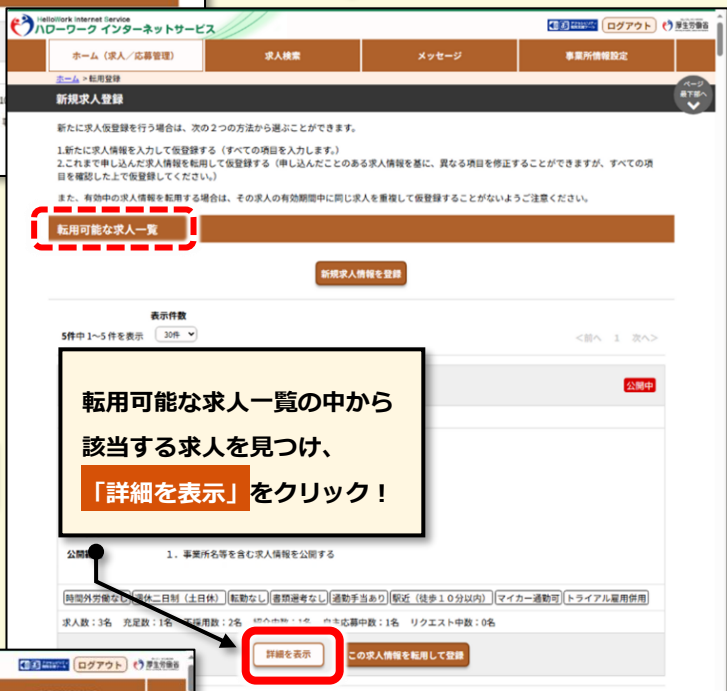 HelloWork Internet Service
ハローワーク インターネットサービス
ログアウト
厚生労働省
ホーム（求人／応募管理）
求人検索
メッセージ
事業所情報設定
ホーム > 転用登録
ページ
最下部へ
新規求人登録
新たに求人仮登録を行う場合は、次の２つの方法から選ぶことができます。
1.新たに求人情報を入力して仮登録する（すべての項目を入力します。）
2.これまで申し込んだ求人情報を転用して仮登録する（申し込んだことのある求人情報を基に、異なる項目を修正することができますが、すべての項
目を確認した上で仮登録してください。）
また、有効中の求人情報を転用する場合は、その求人の有効期間中に同じ求人を重複して仮登録することがないようご注意ください。
転用可能な求人一覧
新規求人情報を登録
表示件数
5件中 1～5 件を表示
30件
<前へ 1 次へ>
公開中
転用可能な求人一覧の中から
該当する求人を見つけ、
「詳細を表示」をクリック！
１．事業所名等を含む求人情報を公開する
時間外労働なし 週休二日制（土日休） 転勤なし 書類選考なし 通勤手当あり 駅近（徒歩１０分以内） マイカー通勤可 トライアル雇用併用
求人数：3名 充足数：1名 不採用数：2名 自主応募中数：1名 リクエスト中数：0名
詳細を表示
この求人情報を転用して登録
ログアウト
厚生労働省